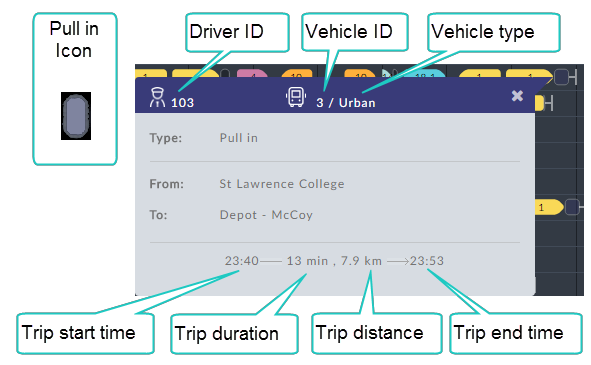 Pull in
Icon
Driver ID
Vehicle ID
Vehicle type
103
3 / Urban
Type: Pull in
From: St Lawrence College
To: Depot - McCoy
23:40 13 min , 7.9 km 23:53
1
Trip start time
Trip duration
Trip distance
Trip end time